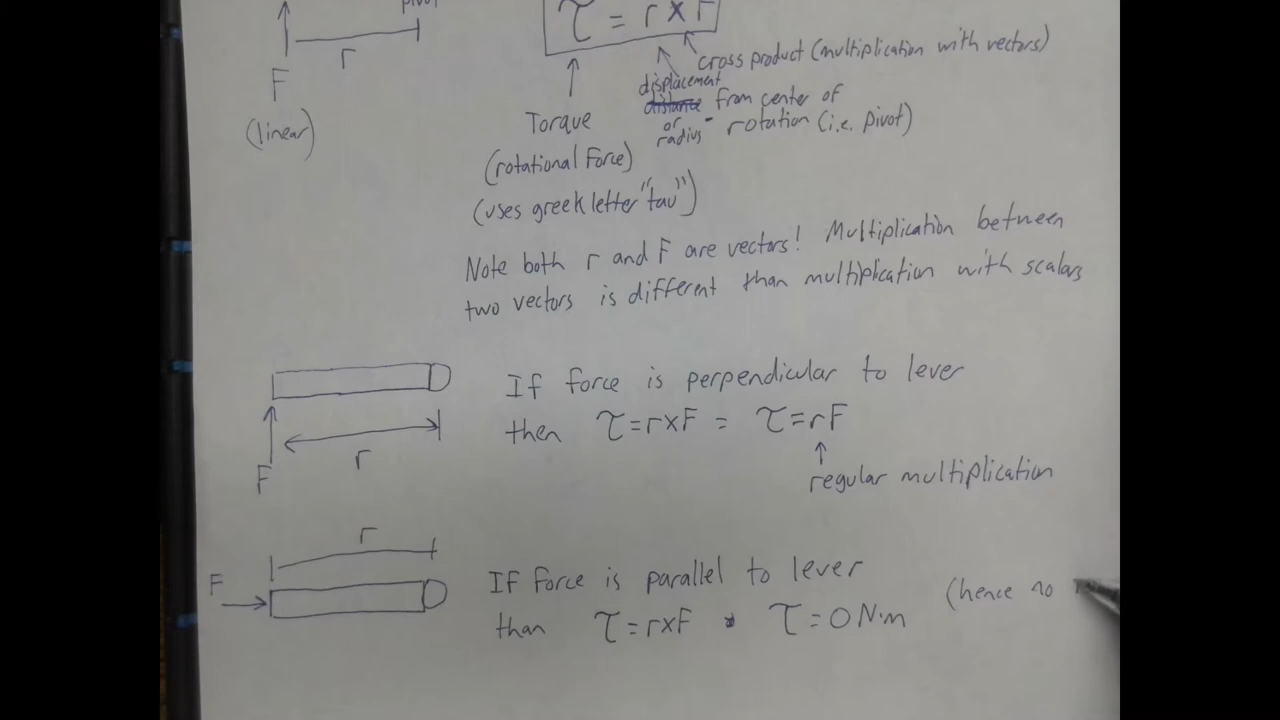 pivot
τ = r x F
r
F
(linear)
cross product (multiplication with vectors)
displacement
distance from center of
or
radius - rotation (i.e. pivot)
Torque
(rotational Force)
(uses greek letter "tau")
Note both r and F are vectors! Multiplication between
two vectors is different than multiplication with scalars
If force is perpendicular to lever
then τ = r x F = τ = rF
regular multiplication
r
F
r
F
If Force is parallel to lever
than τ = r x F τ = 0 N·m
(hence no